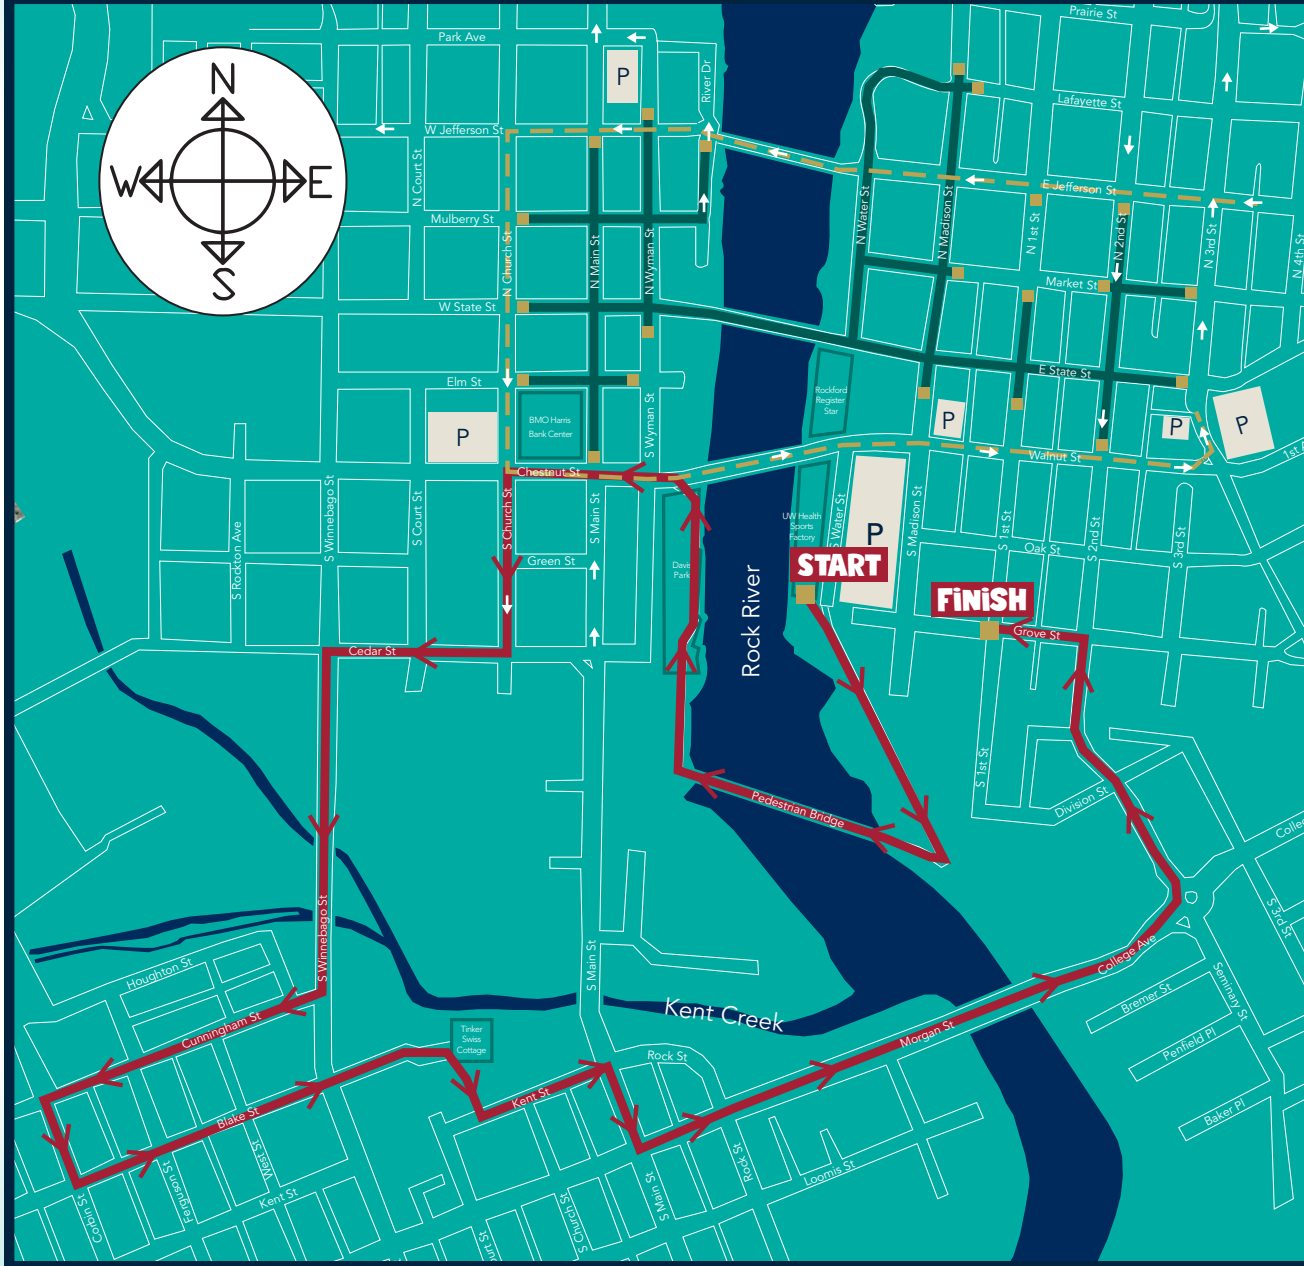 Prairie St
Park Ave
N
W
E
S
P
River Dr
Lafayette St
W Jefferson St
N Court St
E Jefferson St
Mulberry St
N Church St
N Main St
N Wyman St
N Water St
N Madison St
N 1st St
N 2nd St
N 3rd St
N 4th St
Market St
W State St
E State St
Elm St
Rockford
Register
Star
BMO Harris
Bank Center
P
S Wyman St
P
P
P
Walnut St
1st A
Chestnut St
S Rockton Ave
S Winnebago St
S Court St
S Church St
S Main St
Green St
Davis
Park
UW Health
Sports
Factory
S Water St
P
S Madison St
S 1st St
Oak St
S 2nd St
S 3rd St
START
FiNiSH
Grove St
Cedar St
Rock River
S 1st St
Division St
Colleg
Pedestrian Bridge
S Winnebago St
S Main St
S 3rd St
College Ave
Seminary St
Houghton St
Cunningham St
Kent Creek
Bremer St
Penfield Pl
Baker Pl
Tinker
Swiss
Cottage
Rock St
Morgan St
Kent St
Blake St
West St
Ferguson St
Corbin St
Kent St
Rock St
Loomis St
S Main St
S Church St
ourt St